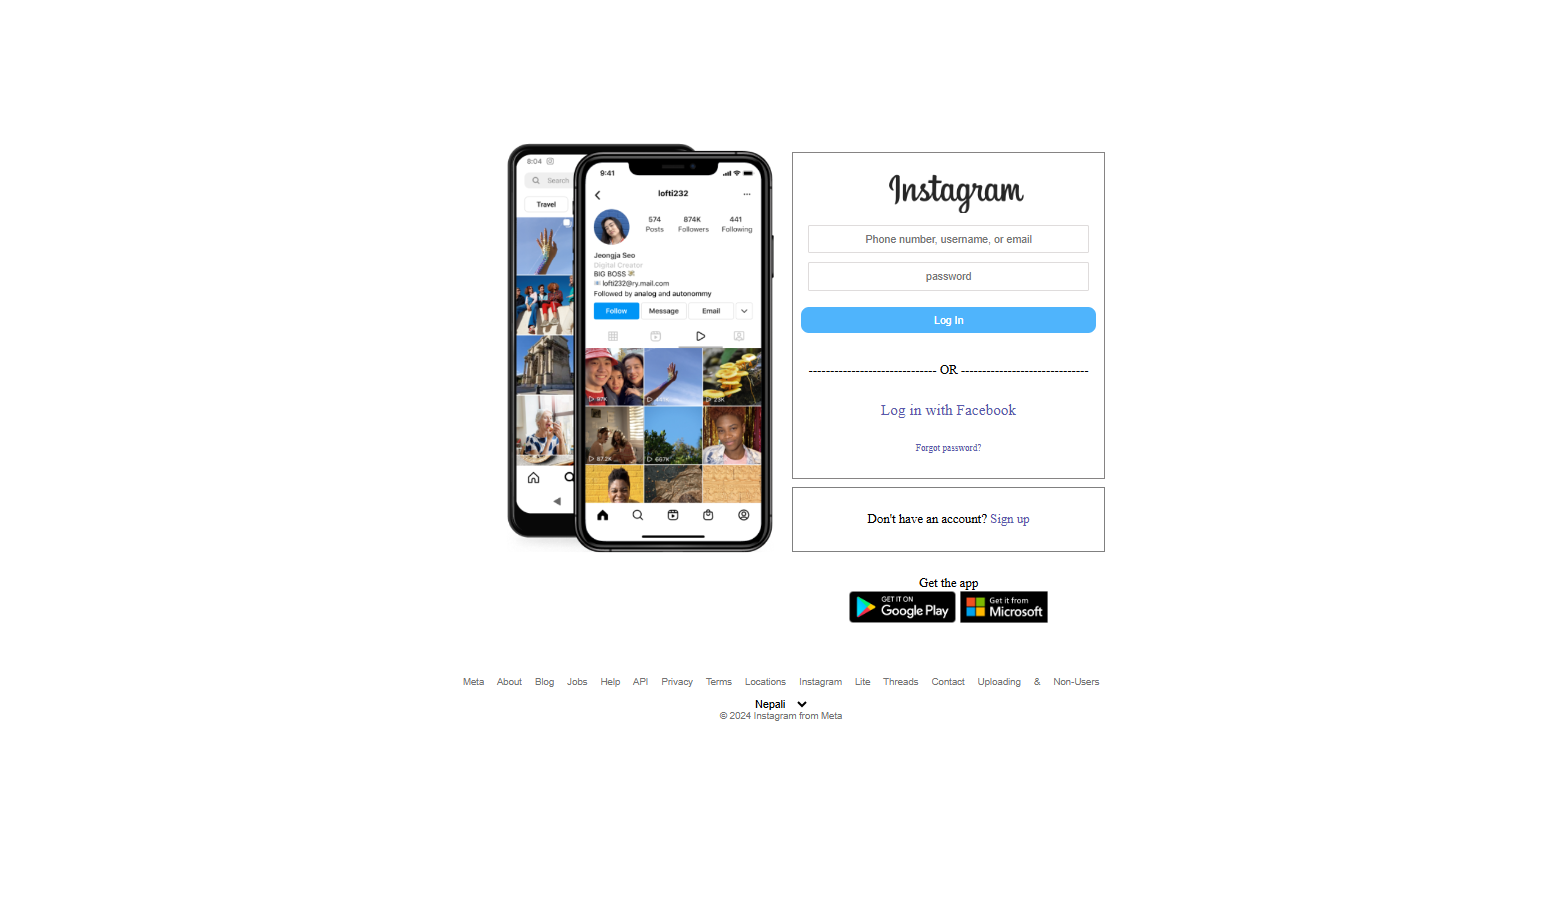 8:04
Search
Travel
9:41
lofti232
574 874K 441
Posts Followers Following
Jeongja Seo
Digital Creator
BIG BOSS
lofti232@ry.mail.com
Followed by analog and autonommy
Follow Message Email
97K
23K
87.2K
667K
Instagram
Phone number, username, or email
password
Log In
------------------------------ OR ------------------------------
Log in with Facebook
Forgot password?
Don't have an account? Sign up
Get the app
GET IT ON
Google Play
Get it from
Microsoft
Meta About Blog Jobs Help API Privacy Terms Locations Instagram Lite Threads Contact Uploading & Non-Users
Nepali
© 2024 Instagram from Meta